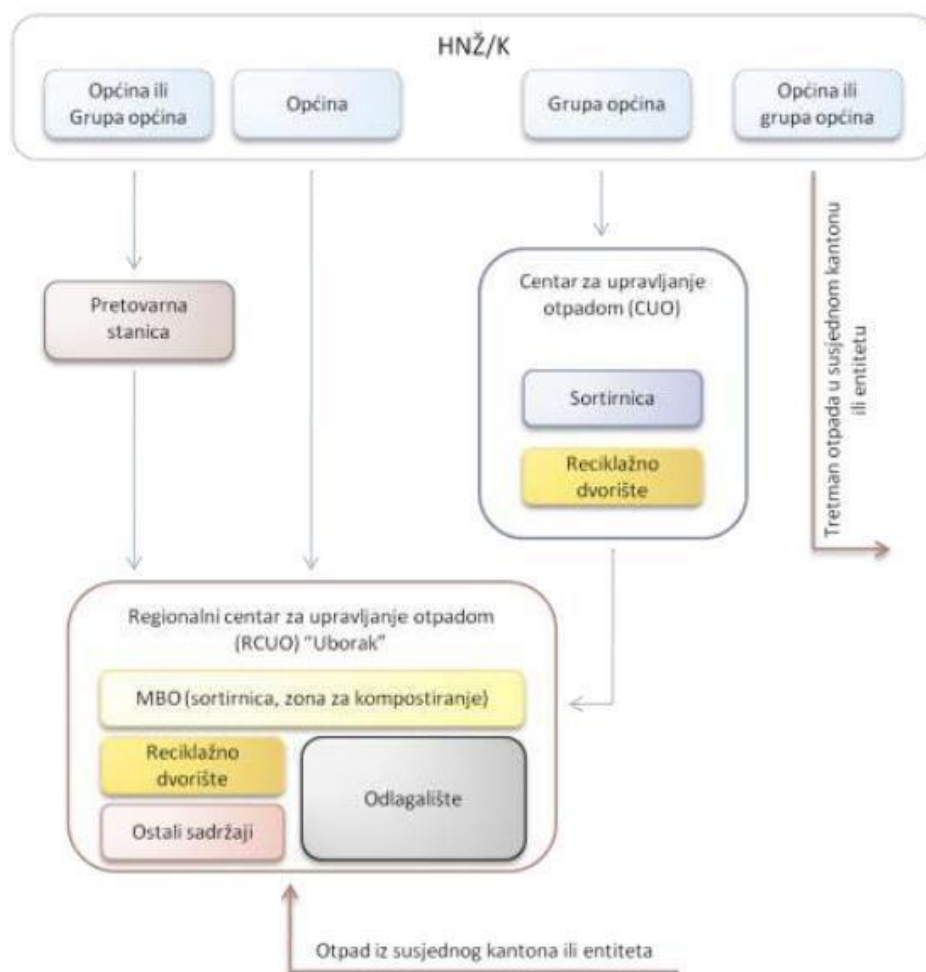 HNŽ/K
Općina ili
Grupa općina
Općina
Grupa općina
Općina ili
grupa općina
Pretovarna
stanica
Centar za upravljanje
otpadom (CUO)
Sortirnica
Reciklažno
dvorište
Tretman otpada u susjednom kantonu
ili entitetu
Regionalni centar za upravljanje otpadom
(RCUO) “Uborak”
MBO (sortirnica, zona za kompostiranje)
Reciklažno
dvorište
Odlagalište
Ostali sadržaji
Otpad iz susjednog kantona ili entiteta